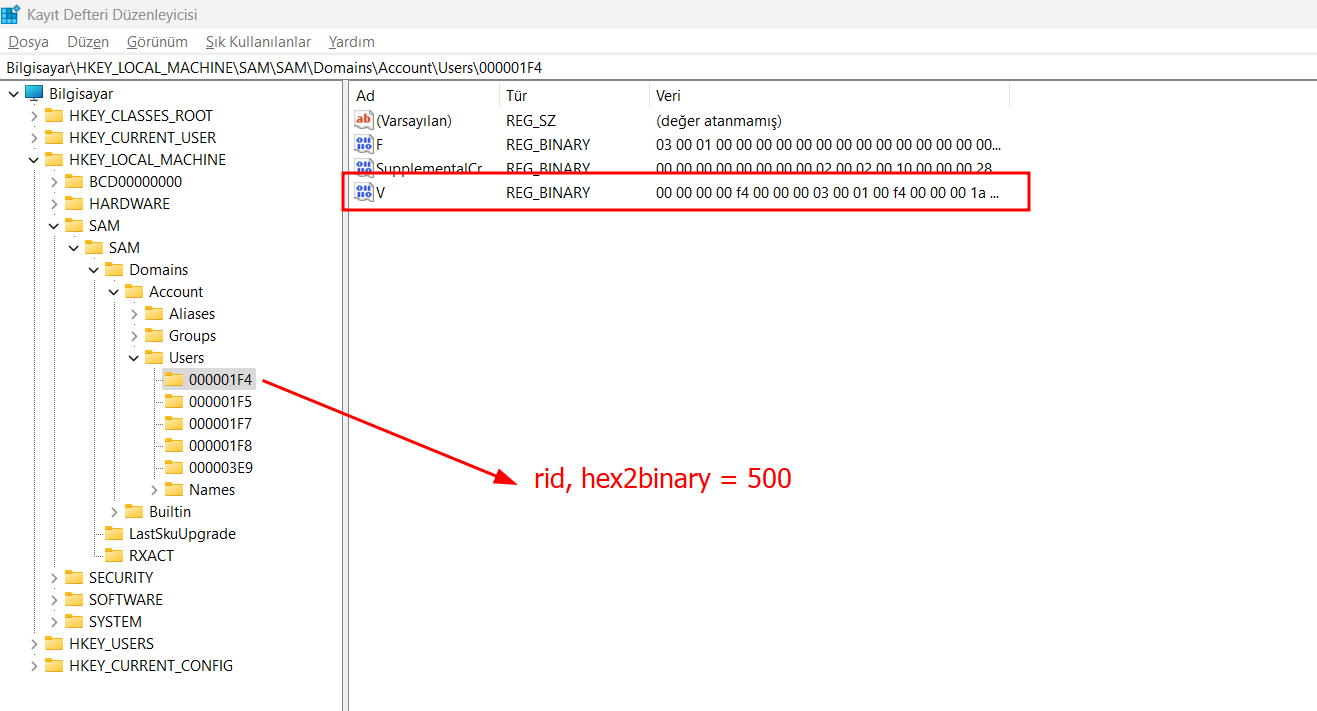 Kayıt Defteri Düzenleyicisi
Dosya Düzen Görünüm Sık Kullanılanlar Yardım
Bilgisayar\HKEY_LOCAL_MACHINE\SAM\SAM\Domains\Account\Users\000001F4
Bilgisayar
HKEY_CLASSES_ROOT
HKEY_CURRENT_USER
HKEY_LOCAL_MACHINE
BCD00000000
HARDWARE
SAM
SAM
Domains
Account
Aliases
Groups
Users
000001F4
000001F5
000001F7
000001F8
000003E9
Names
Builtin
LastSkuUpgrade
RXACT
SECURITY
SOFTWARE
SYSTEM
HKEY_USERS
HKEY_CURRENT_CONFIG
Ad Tür Veri
(Varsayılan) REG_SZ (değer atanmamış)
F REG_BINARY 03 00 01 00 00 00 00 00 00 00 00 00 00 00 00 00 00...
SupplementalCr REG_BINARY 00 00 00 00 00 00 00 00 02 00 02 00 10 00 00 00 28
V REG_BINARY 00 00 00 00 f4 00 00 00 03 00 01 00 f4 00 00 00 1a ...
rid, hex2binary = 500